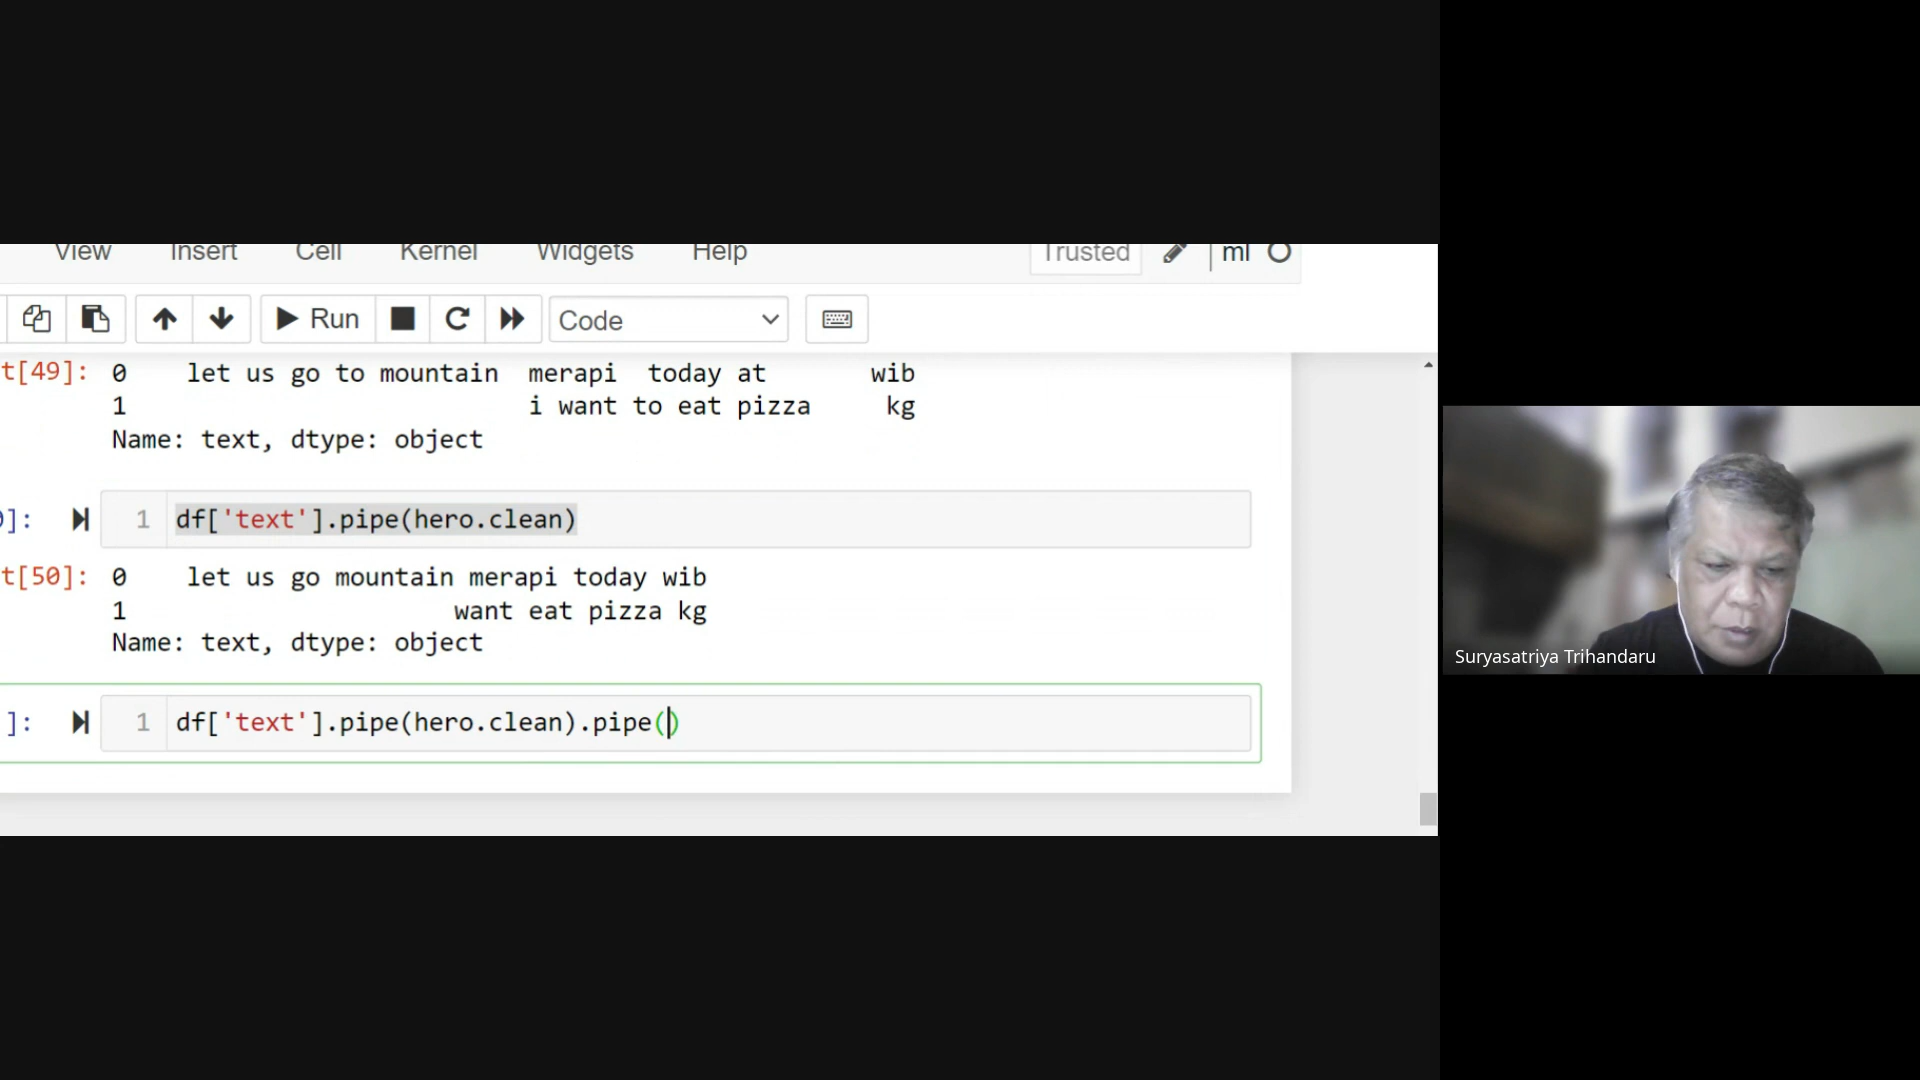 View Insert Cell Kernel Widgets Help Trusted ml
Run Code
t[49]: 0 let us go to mountain merapi today at wib
1 i want to eat pizza kg
Name: text, dtype: object
]: 1 df['text'].pipe(hero.clean)
t[50]: 0 let us go mountain merapi today wib
1 want eat pizza kg
Name: text, dtype: object
]: 1 df['text'].pipe(hero.clean).pipe()
Suryasatriya Trihandaru